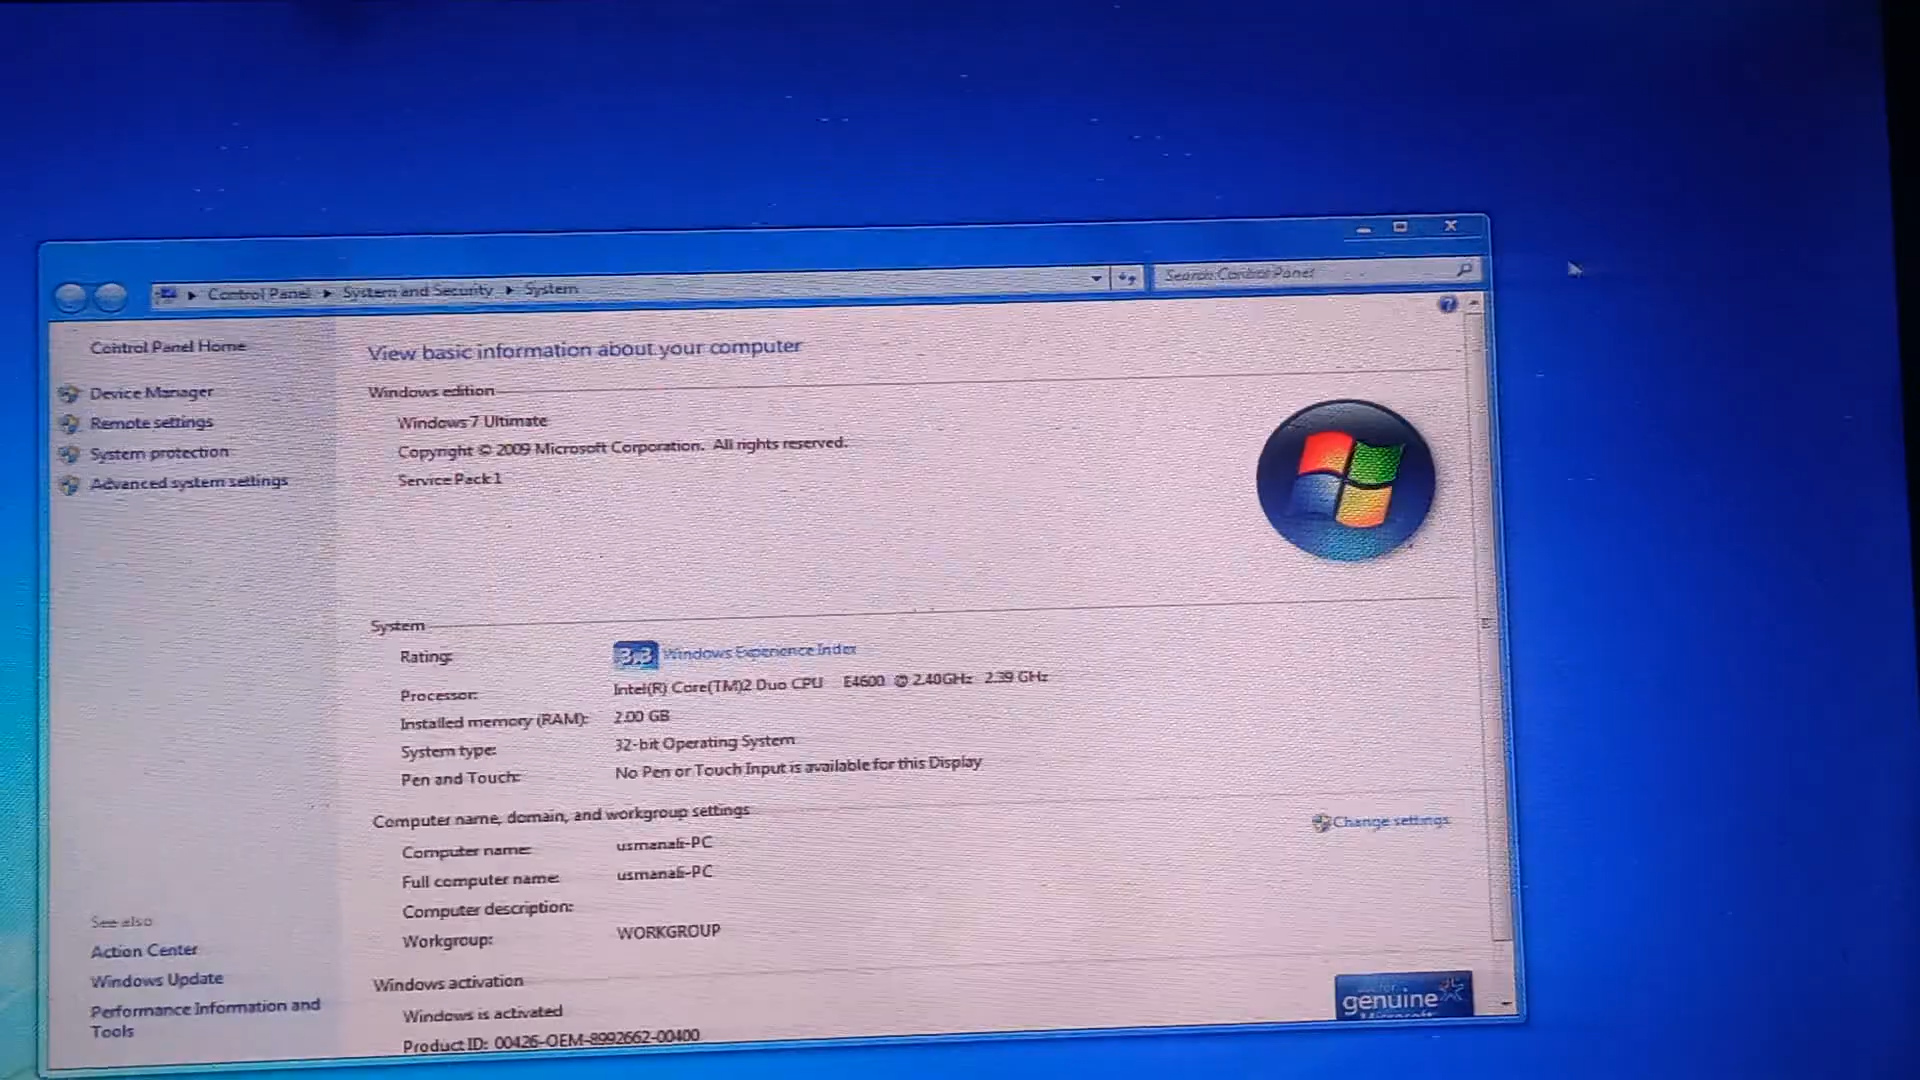 Control Panel ▸ System and Security ▸ System
Search Control Panel
Control Panel Home
Device Manager
Remote settings
System protection
Advanced system settings
See also
Action Center
Windows Update
Performance Information and
Tools
View basic information about your computer
Windows edition
Windows 7 Ultimate
Copyright © 2009 Microsoft Corporation. All rights reserved.
Service Pack 1
System
Rating: 3.3 Windows Experience Index
Processor: Intel(R) Core(TM)2 Duo CPU E4600 @ 2.40GHz 2.39 GHz
Installed memory (RAM): 2.00 GB
System type: 32-bit Operating System
Pen and Touch: No Pen or Touch Input is available for this Display
Computer name, domain, and workgroup settings
Computer name: usmanali-PC
Change settings
Full computer name: usmanali-PC
Computer description:
Workgroup: WORKGROUP
Windows activation
Windows is activated
Product ID: 00426-OEM-8992662-00400
genuine
Microsoft